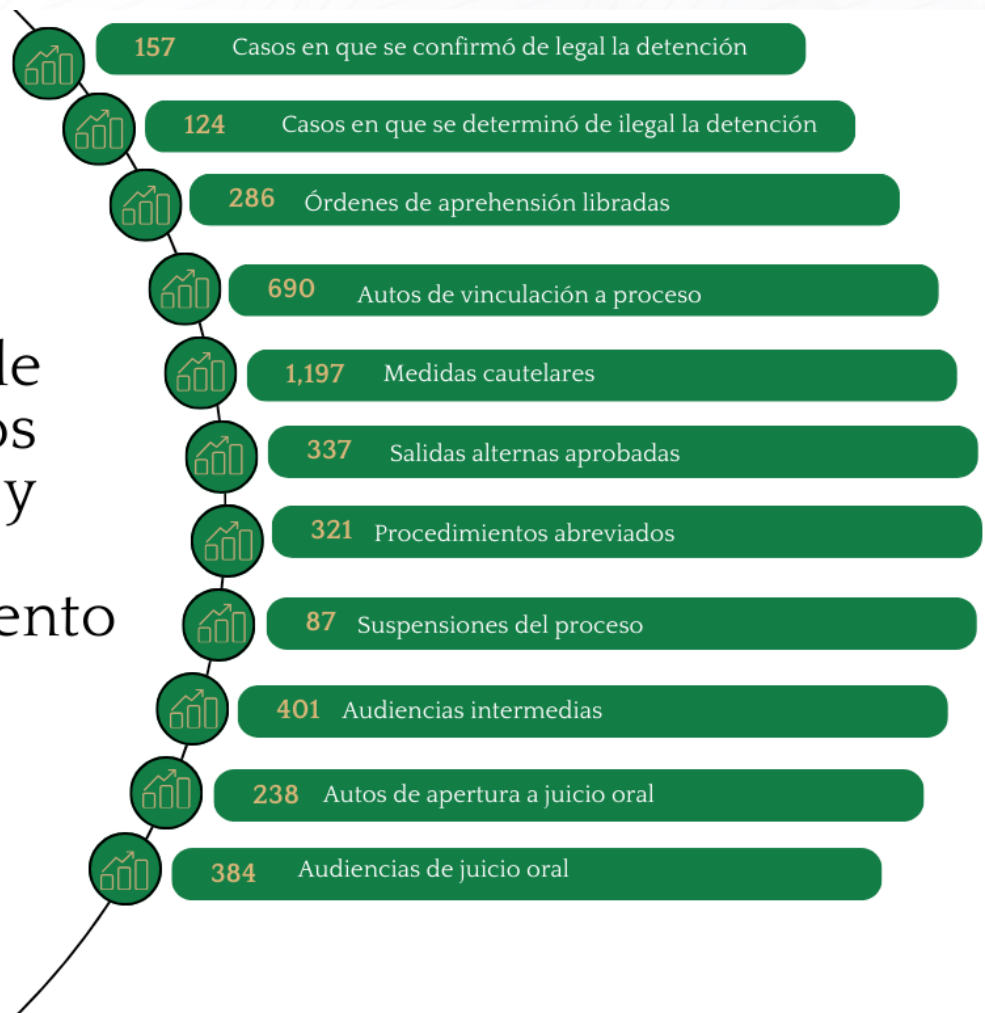 157 Casos en que se confirmó de legal la detención
124 Casos en que se determinó de ilegal la detención
286 Órdenes de aprehensión libradas
690 Autos de vinculación a proceso
1,197 Medidas cautelares
337 Salidas alternas aprobadas
321 Procedimientos abreviados
87 Suspensiones del proceso
401 Audiencias intermedias
238 Autos de apertura a juicio oral
384 Audiencias de juicio oral
y